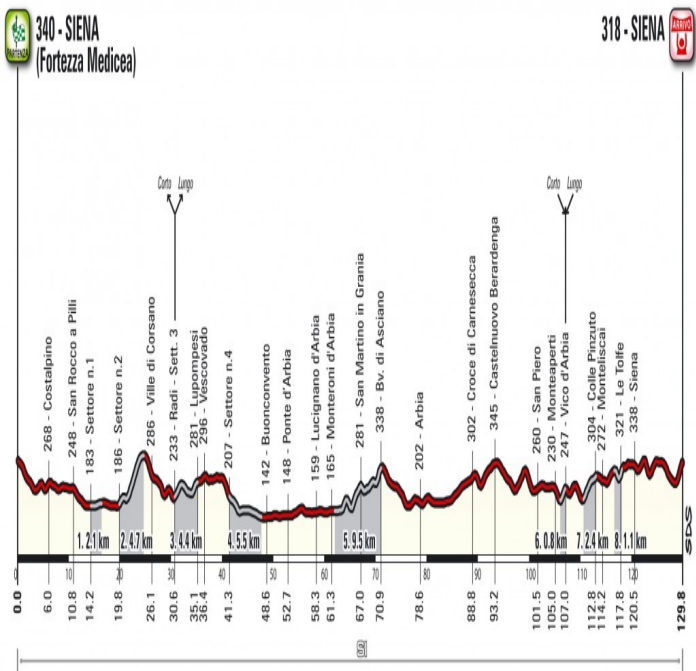 340 - SIENA
(Fortezza Medicea)
PARTENZA
318 - SIENA
ARRIVO
Corto Lungo
Corto Lungo
268 - Costalpino
248 - San Rocco a Pilli
183 - Settore n.1
186 - Settore n.2
286 - Ville di Corsano
233 - Radi - Sett. 3
281 - Lupompesi
296 - Vescovado
207 - Settore n.4
142 - Buonconvento
148 - Ponte d'Arbia
159 - Lucignano d'Arbia
165 - Monteroni d'Arbia
281 - San Martino in Grania
338 - Bv. di Asciano
202 - Arbia
302 - Croce di Carnesecca
345 - Castelnuovo Berardenga
260 - San Piero
230 - Monteaperti
247 - Vico d'Arbia
304 - Colle Pinzuto
272 - Monteliscai
321 - Le Tolfe
338 - Siena
1. 2.1 km
2. 4.7 km
3. 4.4 km
4. 5.5 km
5. 9.5 km
6. 0.8 km
7. 2.4 km
8. 1.1 km
SDS
0 10 20 30 40 50 60 70 80 90 100 110 120
0.0
6.0
10.8
14.2
19.8
26.1
30.6
35.1
36.4
41.3
48.6
52.7
58.3
61.3
67.0
70.9
78.6
88.8
93.2
101.5
105.0
107.0
112.8
114.2
117.8
120.5
129.8